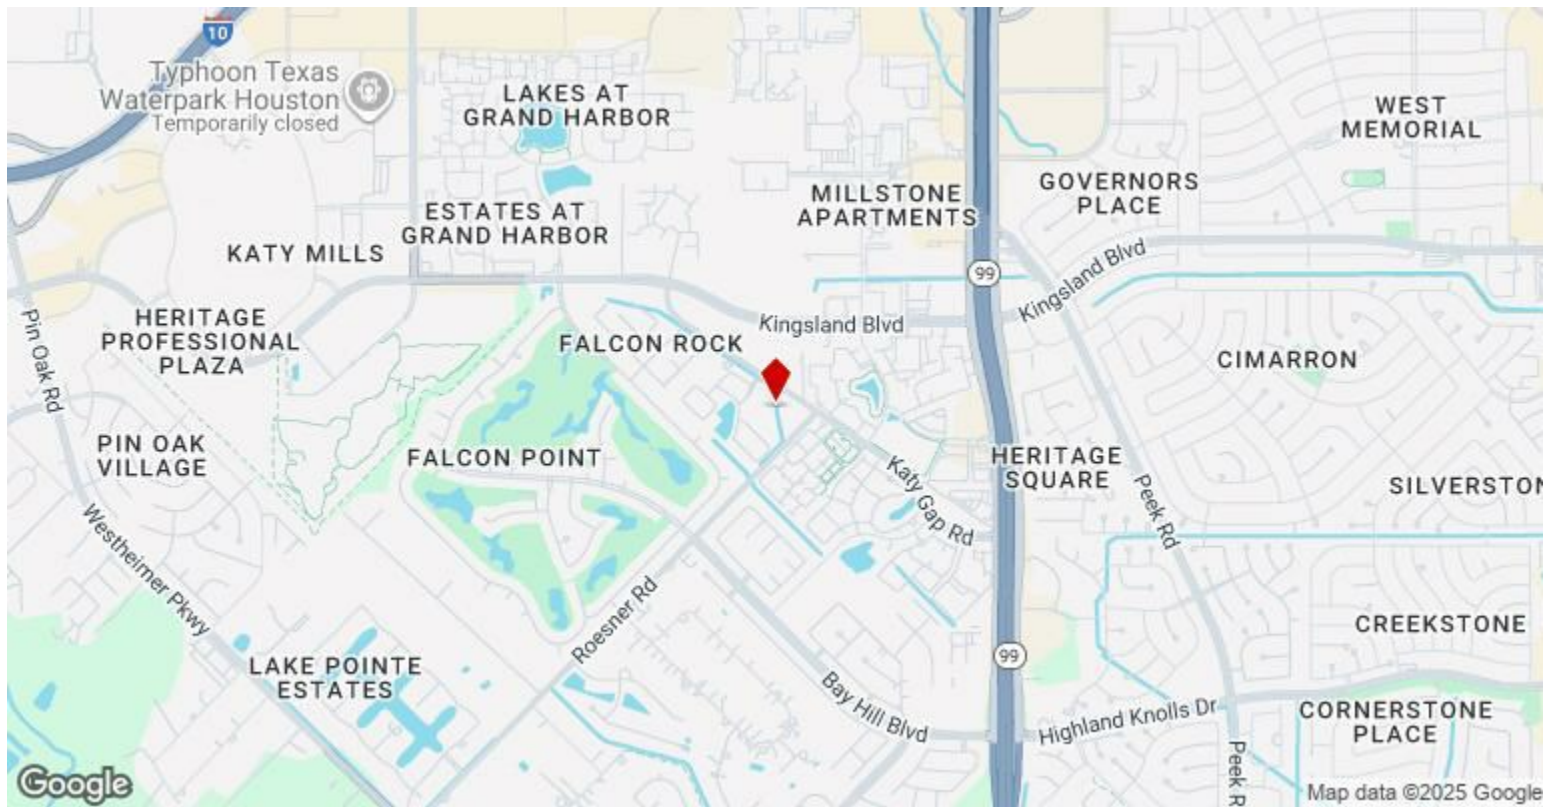 10
Typhoon Texas
Waterpark Houston
Temporarily closed
LAKES AT
GRAND HARBOR
WEST
MEMORIAL
MILLSTONE
APARTMENTS
GOVERNORS
PLACE
ESTATES AT
GRAND HARBOR
KATY MILLS
99
Kingsland Blvd
Kingsland Blvd
HERITAGE
PROFESSIONAL
PLAZA
Pin Oak Rd
FALCON ROCK
CIMARRON
PIN OAK
VILLAGE
FALCON POINT
HERITAGE
SQUARE
Katy Gap Rd
Peek Rd
SILVERSTON
Westheimer Pkwy
Roesner Rd
CREEKSTONE
99
LAKE POINTE
ESTATES
Bay Hill Blvd
Highland Knolls Dr
CORNERSTONE
PLACE
Peek R
Google
Map data ©2025 Google